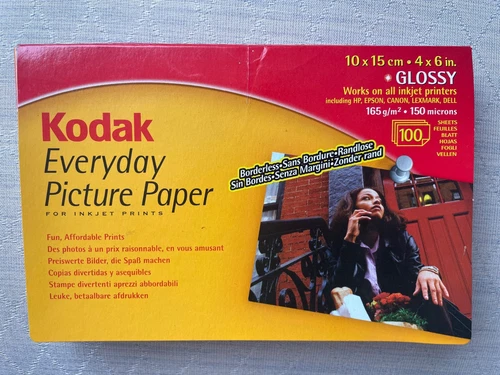 10 x 15 cm • 4 x 6 in.
GLOSSY
Works on all inkjet printers
including HP, EPSON, CANON, LEXMARK, DELL
165 g/m² • 150 microns
100
SHEETS
FEUILLES
BLATT
HOJAS
FOGLI
VELLEN
Kodak
Everyday
Picture Paper
FOR INKJET PRINTS
Borderless•Sans Bordure•Randlose
Sin Bordes•Senza Margini•Zonder rand
Fun, Affordable Prints
Des photos à un prix raisonnable, en vous amusant
Preiswerte Bilder, die Spaß machen
Copias divertidas y asequibles
Stampe divertenti aprezzi abbordabili
Leuke, betaalbare afdrukken